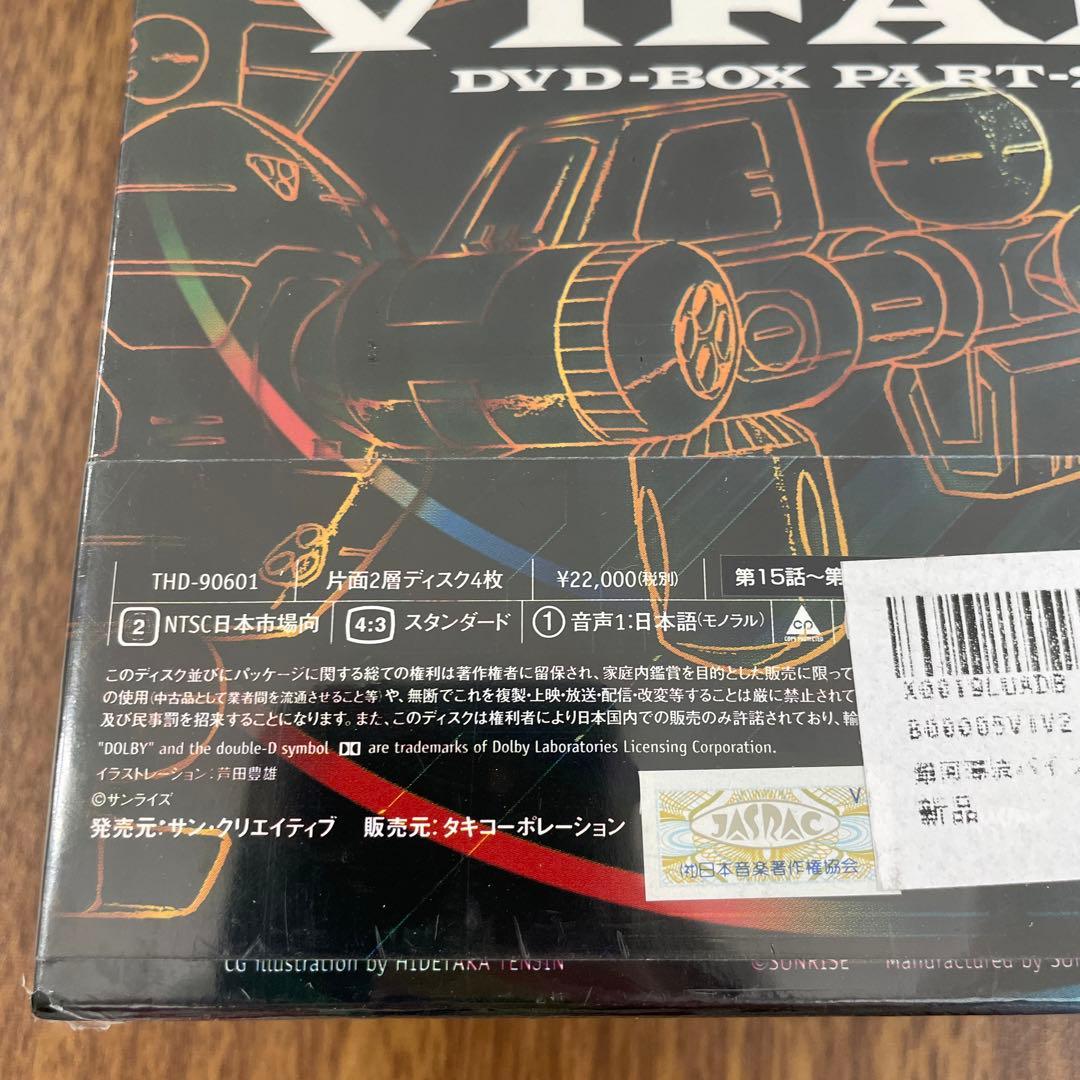 VIFA
DVD-BOX PART-2
THD-90601 片面2層ディスク4枚 ¥22,000(税別) 第15話～第
2 NTSC日本市場向 4:3 スタンダード 1 音声1:日本語(モノラル)
このディスク並びにパッケージに関する総ての権利は著作権者に留保され、家庭内鑑賞を目的とした販売に限って
の使用(中古品として業者間を流通させること等)や、無断でこれを複製・上映・放送・配信・改変等することは厳に禁止されて
及び民事罰を招来することになります。また、このディスクは権利者により日本国内での販売のみ許諾されており、輸
"DOLBY" and the double-D symbol are trademarks of Dolby Laboratories Licensing Corporation.
イラストレーション:芦田豊雄
©サンライズ
発売元:サン・クリエイティブ 販売元:タキコーポレーション
V
JASRAC
(社)日本音楽著作権協会
X0019LUADB
B00005V1V2
新品
CG illustration by HIDETAKA TENSIN ©SUNRISE Manufactured by SU